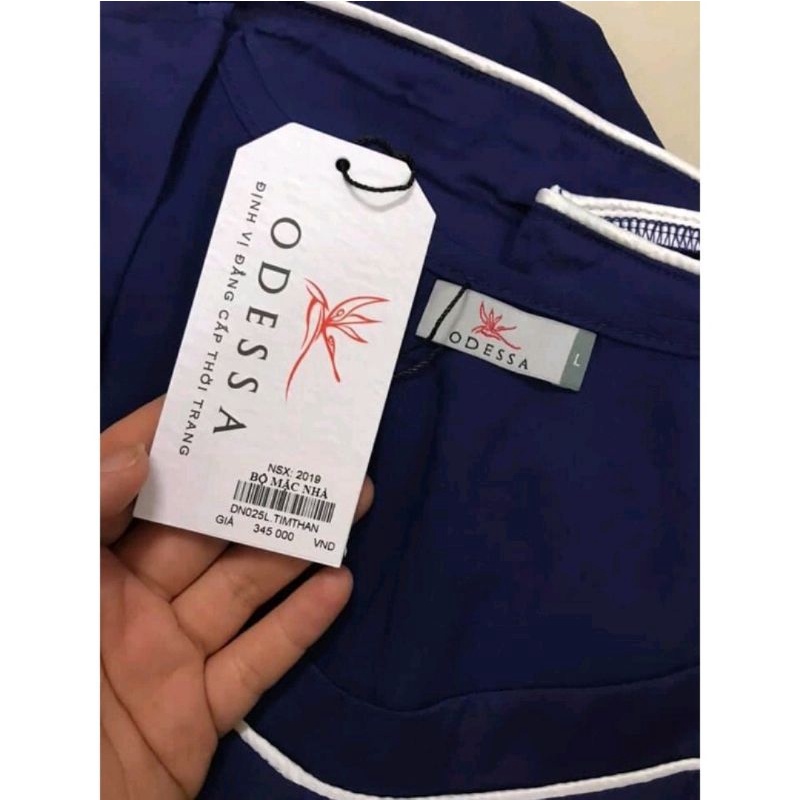 ODESSA
ĐỊNH VỊ ĐẲNG CẤP THỜI TRANG
NSX: 2019
BỘ MẶC NHÀ
DN025L.TIMTHAN
GIÁ 345 000 VND
ODESSA
L